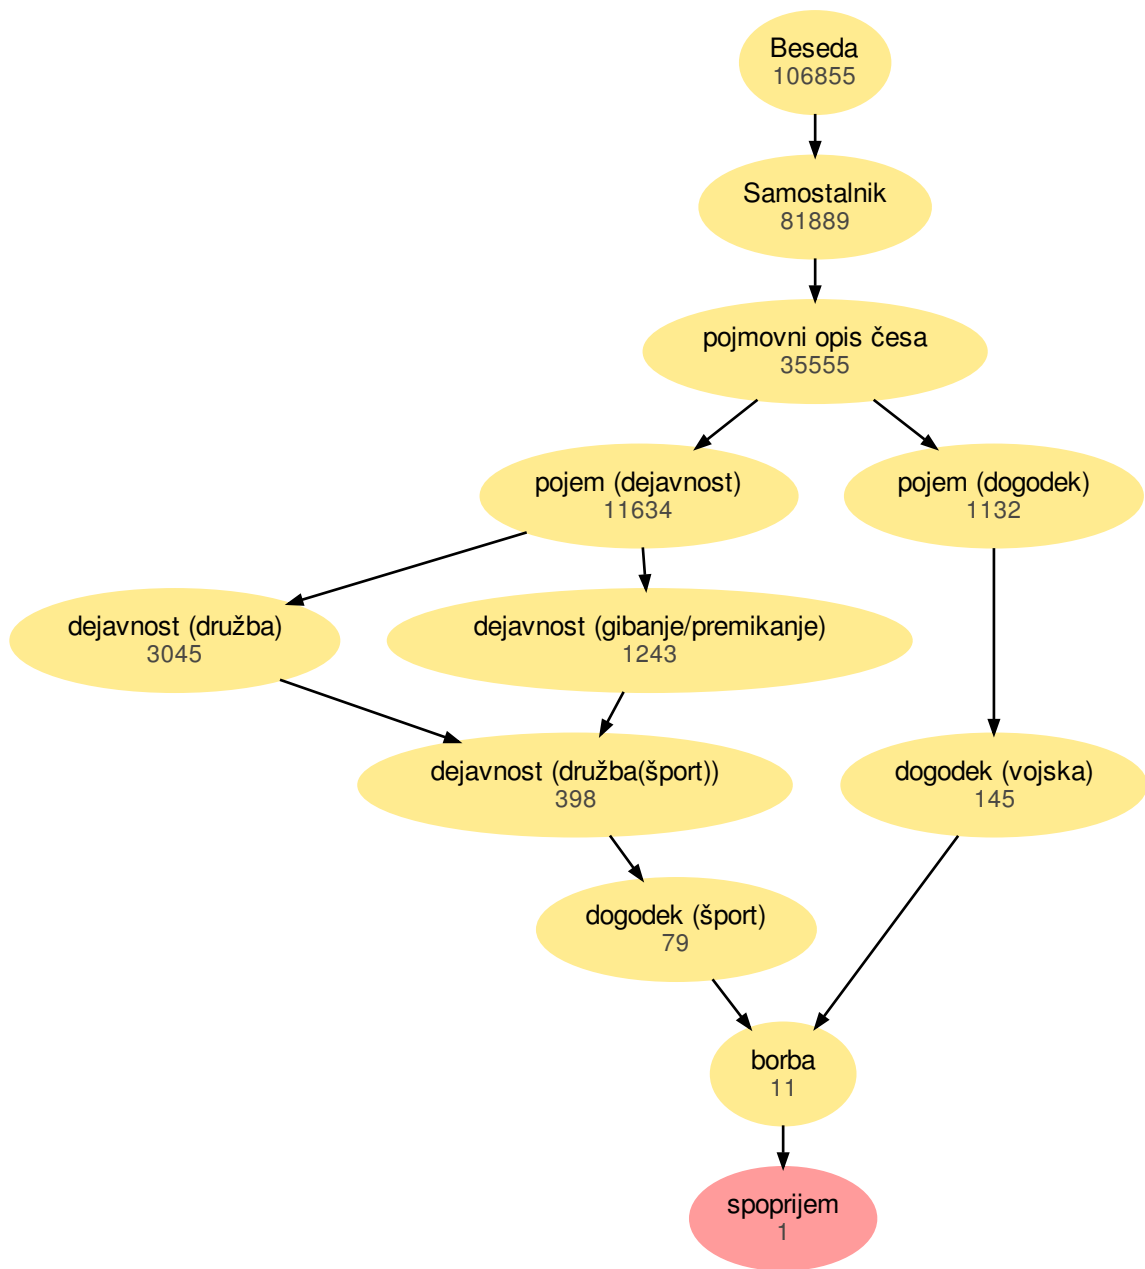 Beseda
106855
Samostalnik
81889
pojmovni opis česa
35555
pojem (dejavnost)
11634
pojem (dogodek)
1132
dejavnost (družba)
3045
dejavnost (gibanje/premikanje)
1243
dejavnost (družba(šport))
398
dogodek (vojska)
145
dogodek (šport)
79
borba
11
spoprijem
1